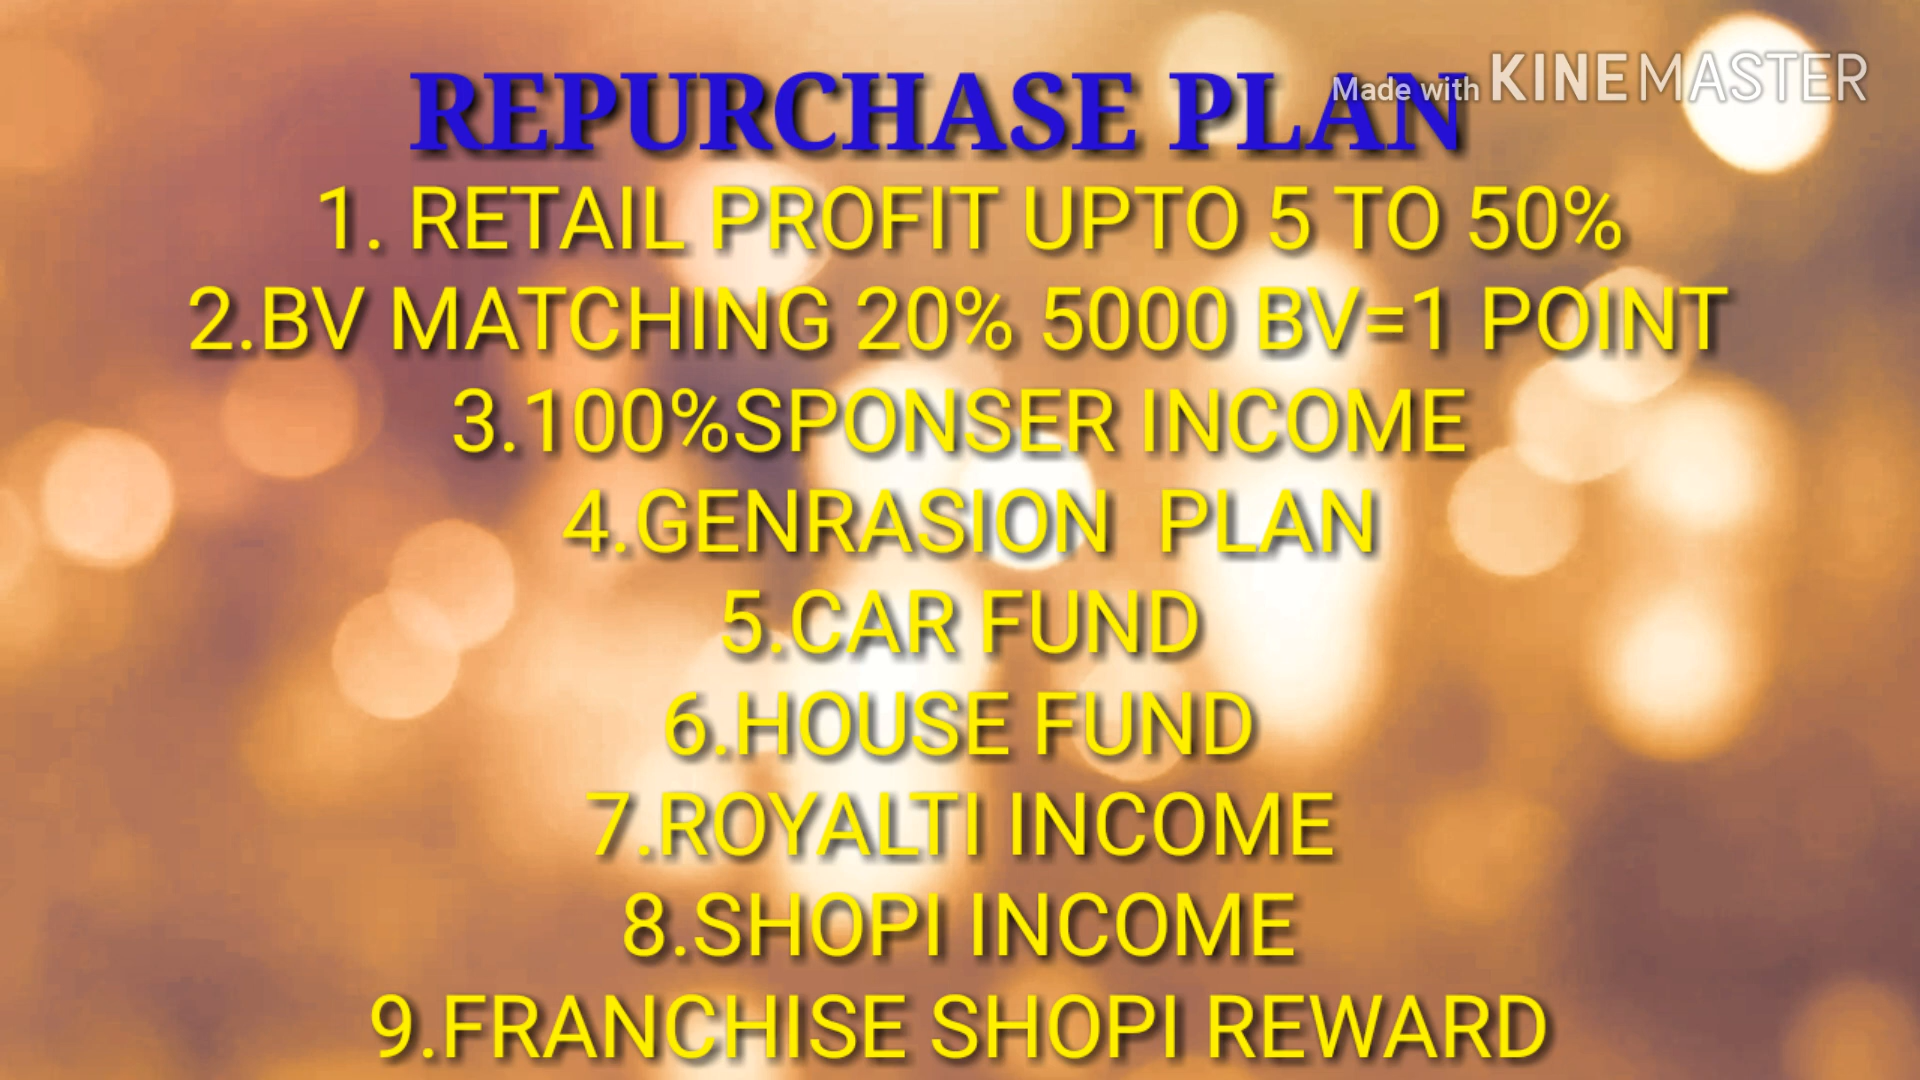 REPURCHASE PLAN
Made with KINEMASTER
1. RETAIL PROFIT UPTO 5 TO 50%
2.BV MATCHING 20% 5000 BV=1 POINT
3.100%SPONSER INCOME
4.GENRASION PLAN
5.CAR FUND
6.HOUSE FUND
7.ROYALTI INCOME
8.SHOPI INCOME
9.FRANCHISE SHOPI REWARD